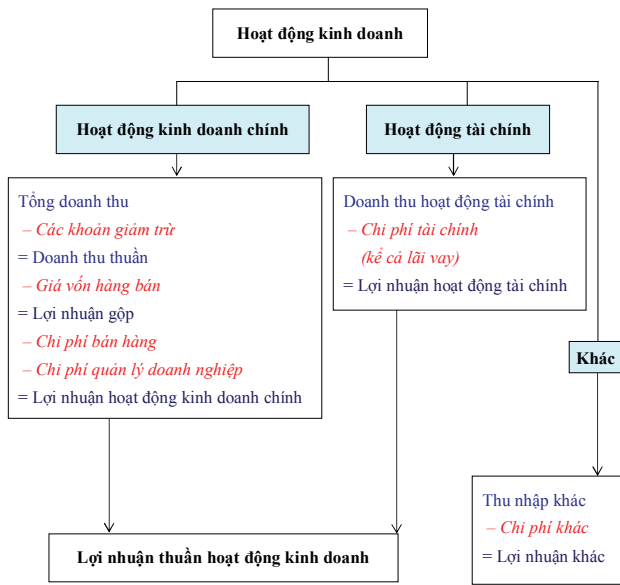 Hoạt động kinh doanh
Hoạt động kinh doanh chính
Hoạt động tài chính
Tổng doanh thu
– Các khoản giảm trừ
= Doanh thu thuần
– Giá vốn hàng bán
= Lợi nhuận gộp
– Chi phí bán hàng
– Chi phí quản lý doanh nghiệp
= Lợi nhuận hoạt động kinh doanh chính
Doanh thu hoạt động tài chính
– Chi phí tài chính
(kể cả lãi vay)
= Lợi nhuận hoạt động tài chính
Khác
Thu nhập khác
– Chi phí khác
= Lợi nhuận khác
Lợi nhuận thuần hoạt động kinh doanh